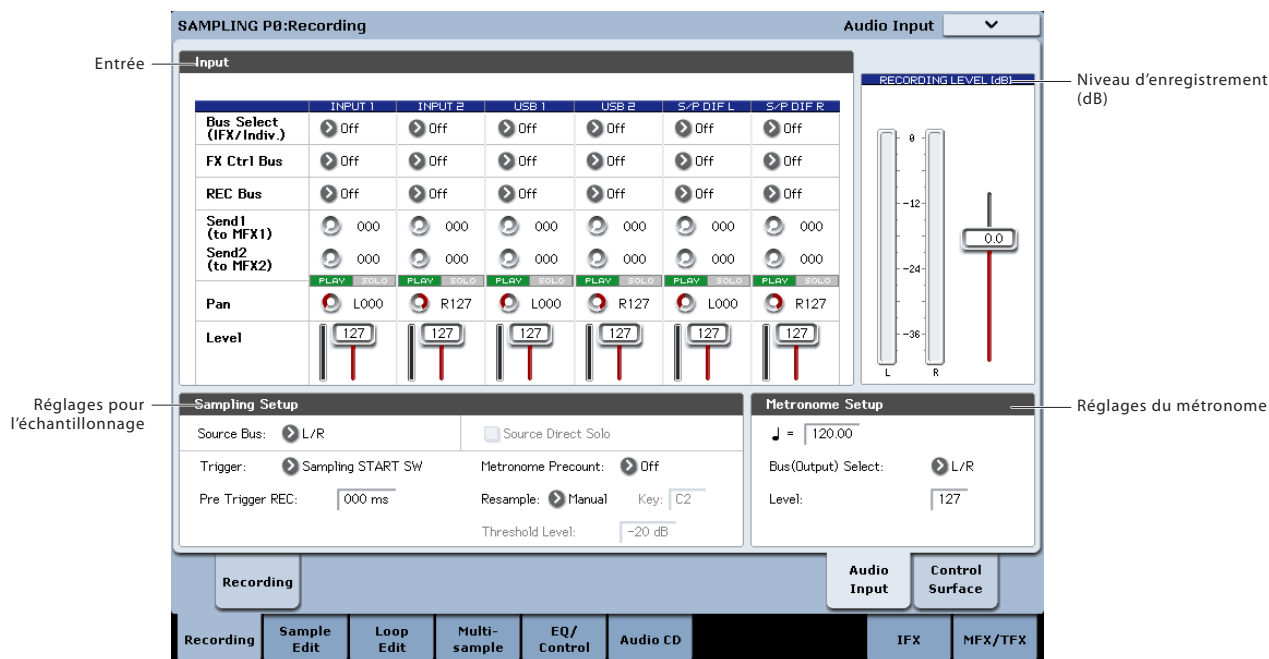 SAMPLING P0:Recording
Audio Input
Entrée
Input
RECORDING LEVEL [dB]
Niveau d'enregistrement
(dB)
INPUT 1 INPUT 2 USB 1 USB 2 S/P DIF L S/P DIF R
Bus Select
(IFX/Indiv.) Off Off Off Off Off Off
FX Ctrl Bus Off Off Off Off Off Off
REC Bus Off Off Off Off Off Off
Send1
(to MFX1) 000 000 000 000 000 000
Send2
(to MFX2) 000 000 000 000 000 000
PLAY SOLO PLAY SOLO PLAY SOLO PLAY SOLO PLAY SOLO PLAY SOLO
Pan L000 R127 L000 R127 L000 R127
Level 127 127 127 127 127 127
0
-12
-24
-36
L R
0.0
Réglages pour
l'échantillonnage
Sampling Setup
Source Bus: L/R Source Direct Solo
Trigger: Sampling START SW Metronome Precount: Off
Pre Trigger REC: 000 ms Resample: Manual Key: C2
Threshold Level: -20 dB
Metronome Setup
Réglages du métronome
♩ = 120.00
Bus(Output) Select: L/R
Level: 127
Recording
Audio
Input
Control
Surface
Recording
Sample
Edit
Loop
Edit
Multi-
sample
EQ/
Control
Audio CD
IFX
MFX/TFX